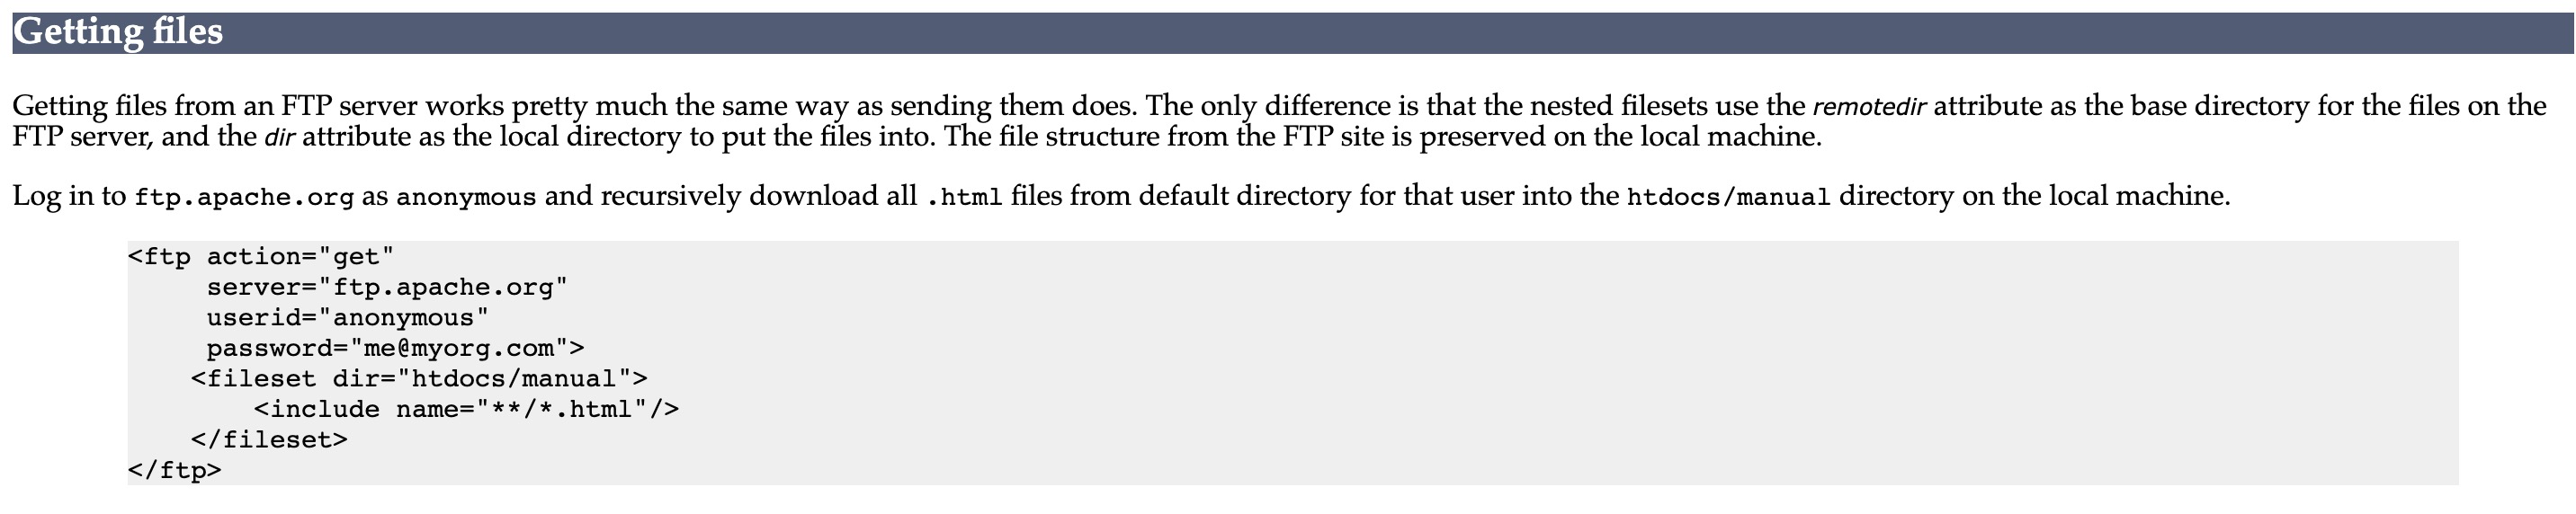 Getting files
Getting files from an FTP server works pretty much the same way as sending them does. The only difference is that the nested filesets use the remotedir attribute as the base directory for the files on the
FTP server, and the dir attribute as the local directory to put the files into. The file structure from the FTP site is preserved on the local machine.
Log in to ftp.apache.org as anonymous and recursively download all .html files from default directory for that user into the htdocs/manual directory on the local machine.
<ftp action="get"
     server="ftp.apache.org"
     userid="anonymous"
     password="me@myorg.com">
    <fileset dir="htdocs/manual">
        <include name="**/*.html"/>
    </fileset>
</ftp>